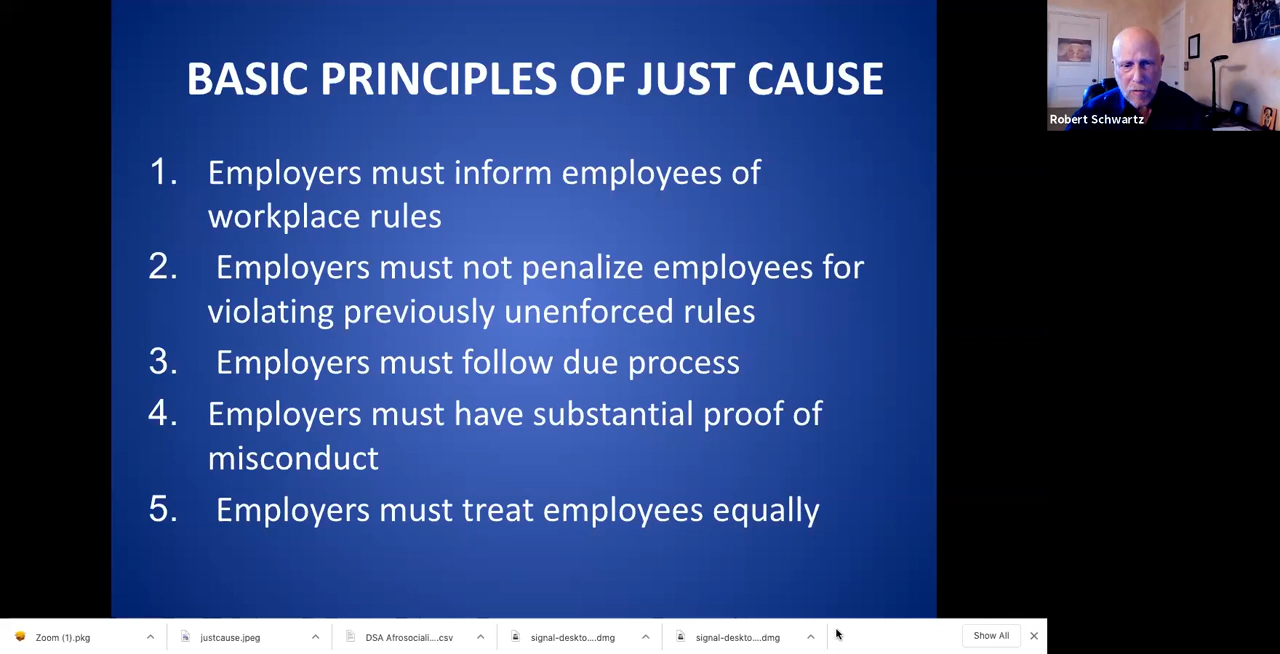 BASIC PRINCIPLES OF JUST CAUSE
1. Employers must inform employees of
workplace rules
2. Employers must not penalize employees for
violating previously unenforced rules
3. Employers must follow due process
4. Employers must have substantial proof of
misconduct
5. Employers must treat employees equally
Robert Schwartz
Zoom (1).pkg
justcause.jpeg
DSA Afrosociali....csv
signal-deskto....dmg
signal-deskto....dmg
Show All